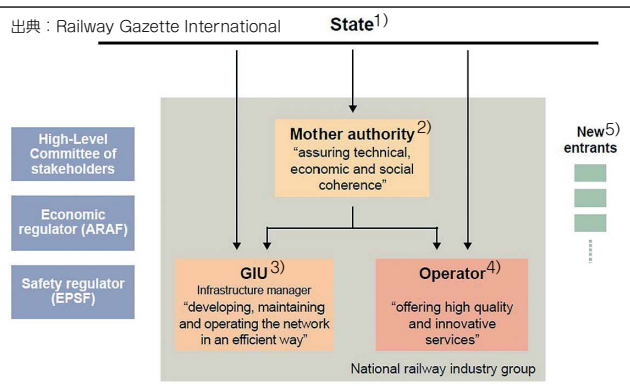 出典：Railway Gazette International
State1)
High-Level
Committee of
stakeholders
Economic
regulator (ARAF)
Safety regulator
(EPSF)
Mother authority2)
“assuring technical,
economic and social
coherence”
GIU3)
Infrastructure manager
“developing, maintaining
and operating the network
in an efficient way”
Operator4)
“offering high quality
and innovative
services”
National railway industry group
New5)
entrants